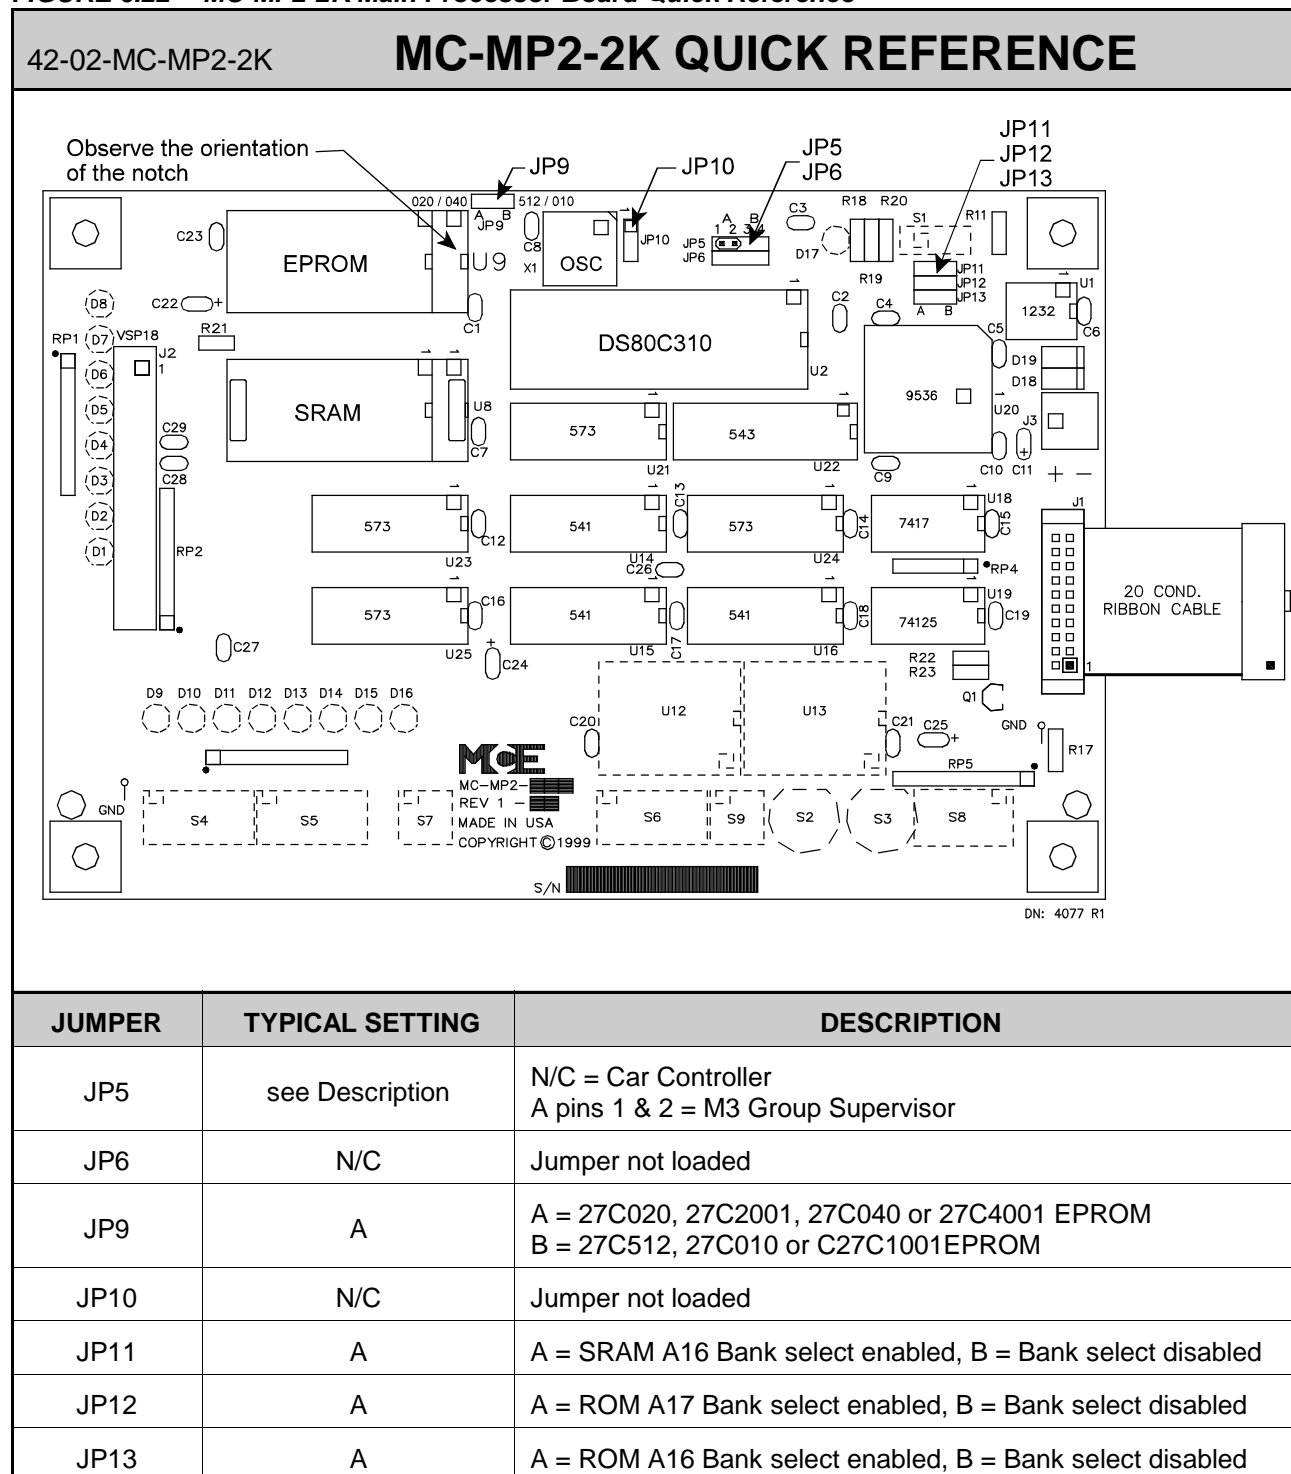 42-02-MC-MP2-2K MC-MP2-2K QUICK REFERENCE
Observe the orientation
of the notch
JP9
JP10
JP5
JP6
JP11
JP12
JP13
020 / 040
512 / 010
A B
JP9
C23
EPROM
U9
C8
X1
OSC
1
JP10
A B
1 2 3 4
JP5
JP6
C3
D17
R18 R20
R19
S1
R11
JP11
JP12
JP13
A B
U1
1232
C6
D8
C22 +
C1
DS80C310
U2
C2
C4
C5
D19
D18
RP1
D7
VSP18
J2
1
R21
D6
D5
D4
D3
D2
D1
SRAM
U8
C7
C29
C28
RP2
573
U21
543
U22
9536
U20
J3
C9
C10 C11
+
+ −
573
U23
C12
541
U14
C13
573
U24
C14
7417
U18
C15
J1
C26
RP4
573
U25
C16
541
U15
C17
541
U16
C18
74125
U19
C19
20 COND.
RIBBON CABLE
1
C27
+
C24
R22
R23
Q1
D9 D10 D11 D12 D13 D14 D15 D16
C20
U12
U13
C21
C25 +
GND
R17
RP5
MCE
MC-MP2-
REV 1 -
MADE IN USA
COPYRIGHT © 1999
GND
S4
S5
S7
S6
S9
S2
S3
S8
S/N
DN: 4077 R1
JUMPER TYPICAL SETTING DESCRIPTION
JP5 see Description N/C = Car Controller
A pins 1 & 2 = M3 Group Supervisor
JP6 N/C Jumper not loaded
JP9 A A = 27C020, 27C2001, 27C040 or 27C4001 EPROM
B = 27C512, 27C010 or C27C1001EPROM
JP10 N/C Jumper not loaded
JP11 A A = SRAM A16 Bank select enabled, B = Bank select disabled
JP12 A A = ROM A17 Bank select enabled, B = Bank select disabled
JP13 A A = ROM A16 Bank select enabled, B = Bank select disabled